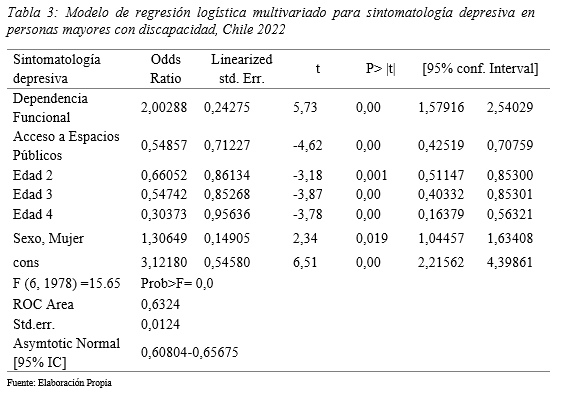 Tabla 3: Modelo de regresión logística multivariado para sintomatología depresiva en
personas mayores con discapacidad, Chile 2022
Sintomatología depresiva Odds Ratio Linearized std. Err. t P> |t| [95% conf. Interval]
Dependencia Funcional 2,00288 0,24275 5,73 0,00 1,57916 2,54029
Acceso a Espacios Públicos 0,54857 0,71227 -4,62 0,00 0,42519 0,70759
Edad 2 0,66052 0,86134 -3,18 0,001 0,51147 0,85300
Edad 3 0,54742 0,85268 -3,87 0,00 0,40332 0,85301
Edad 4 0,30373 0,95636 -3,78 0,00 0,16379 0,56321
Sexo, Mujer 1,30649 0,14905 2,34 0,019 1,04457 1,63408
cons 3,12180 0,54580 6,51 0,00 2,21562 4,39861
F (6, 1978) =15.65 Prob>F= 0,0
ROC Area 0,6324
Std.err. 0,0124
Asymtotic Normal [95% IC] 0,60804-0,65675
Fuente: Elaboración Propia